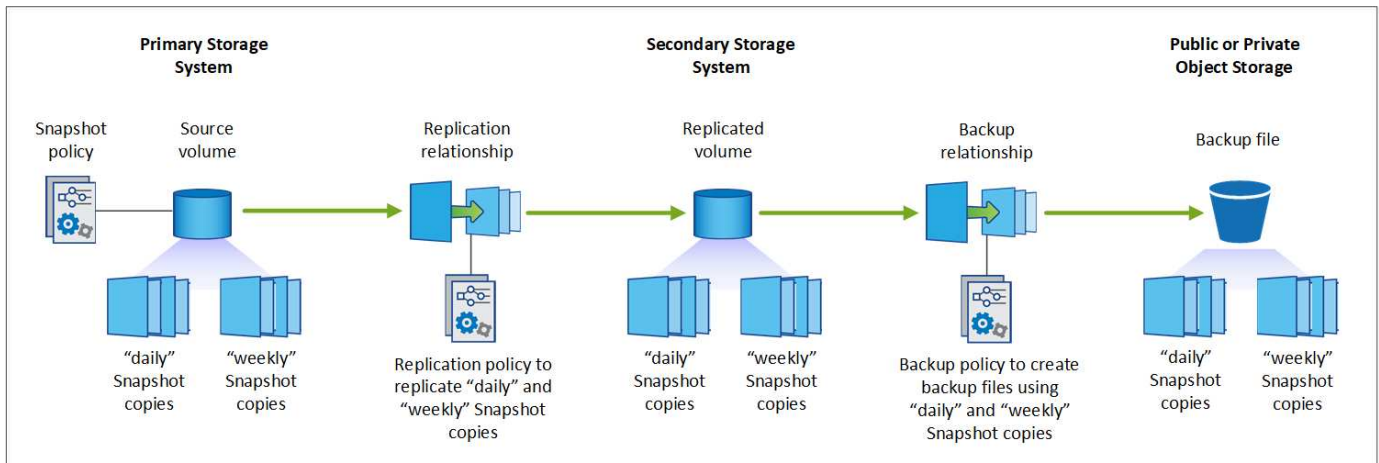 Primary Storage
System
Secondary Storage
System
Public or Private
Object Storage
Snapshot
policy
Source
volume
Replication
relationship
Replicated
volume
Backup
relationship
Backup file
“daily”
Snapshot
copies
“weekly”
Snapshot
copies
Replication policy to
replicate “daily” and
“weekly” Snapshot
copies
“daily”
Snapshot
copies
“weekly”
Snapshot
copies
Backup policy to create
backup files using
“daily” and “weekly”
Snapshot copies
“daily”
Snapshot
copies
“weekly”
Snapshot
copies